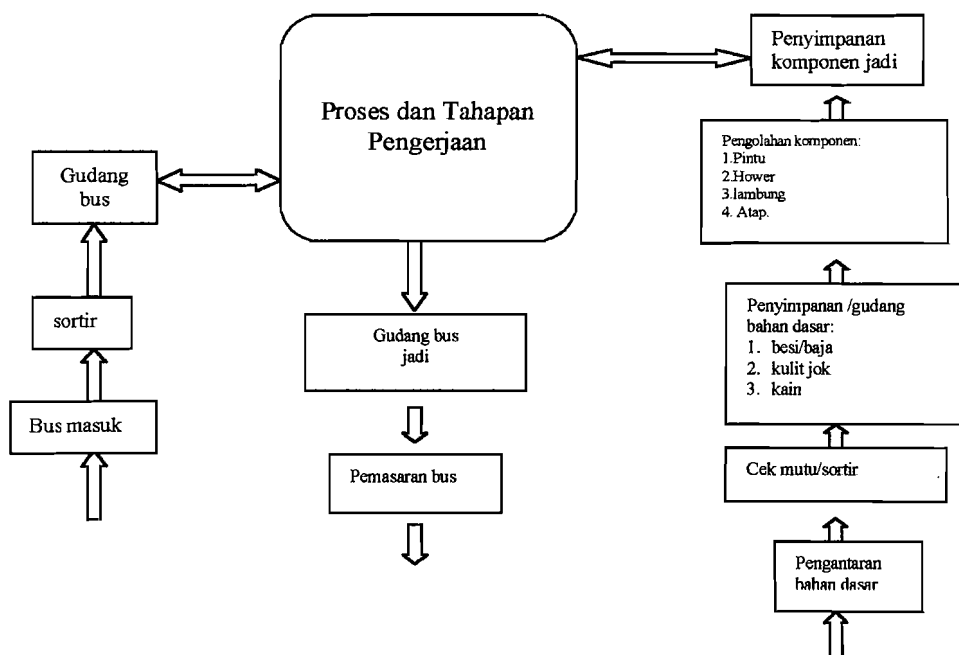 Penyimpanan
komponen jadi
Proses dan Tahapan
Pengerjaan
Pengolahan komponen:
1.Pintu
2.Hower
3.lambung
4. Atap.
Gudang
bus
sortir
Bus masuk
Gudang bus
jadi
Pemasaran bus
Penyimpanan /gudang
bahan dasar:
1. besi/baja
2. kulit jok
3. kain
Cek mutu/sortir
Pengantaran
bahan dasar